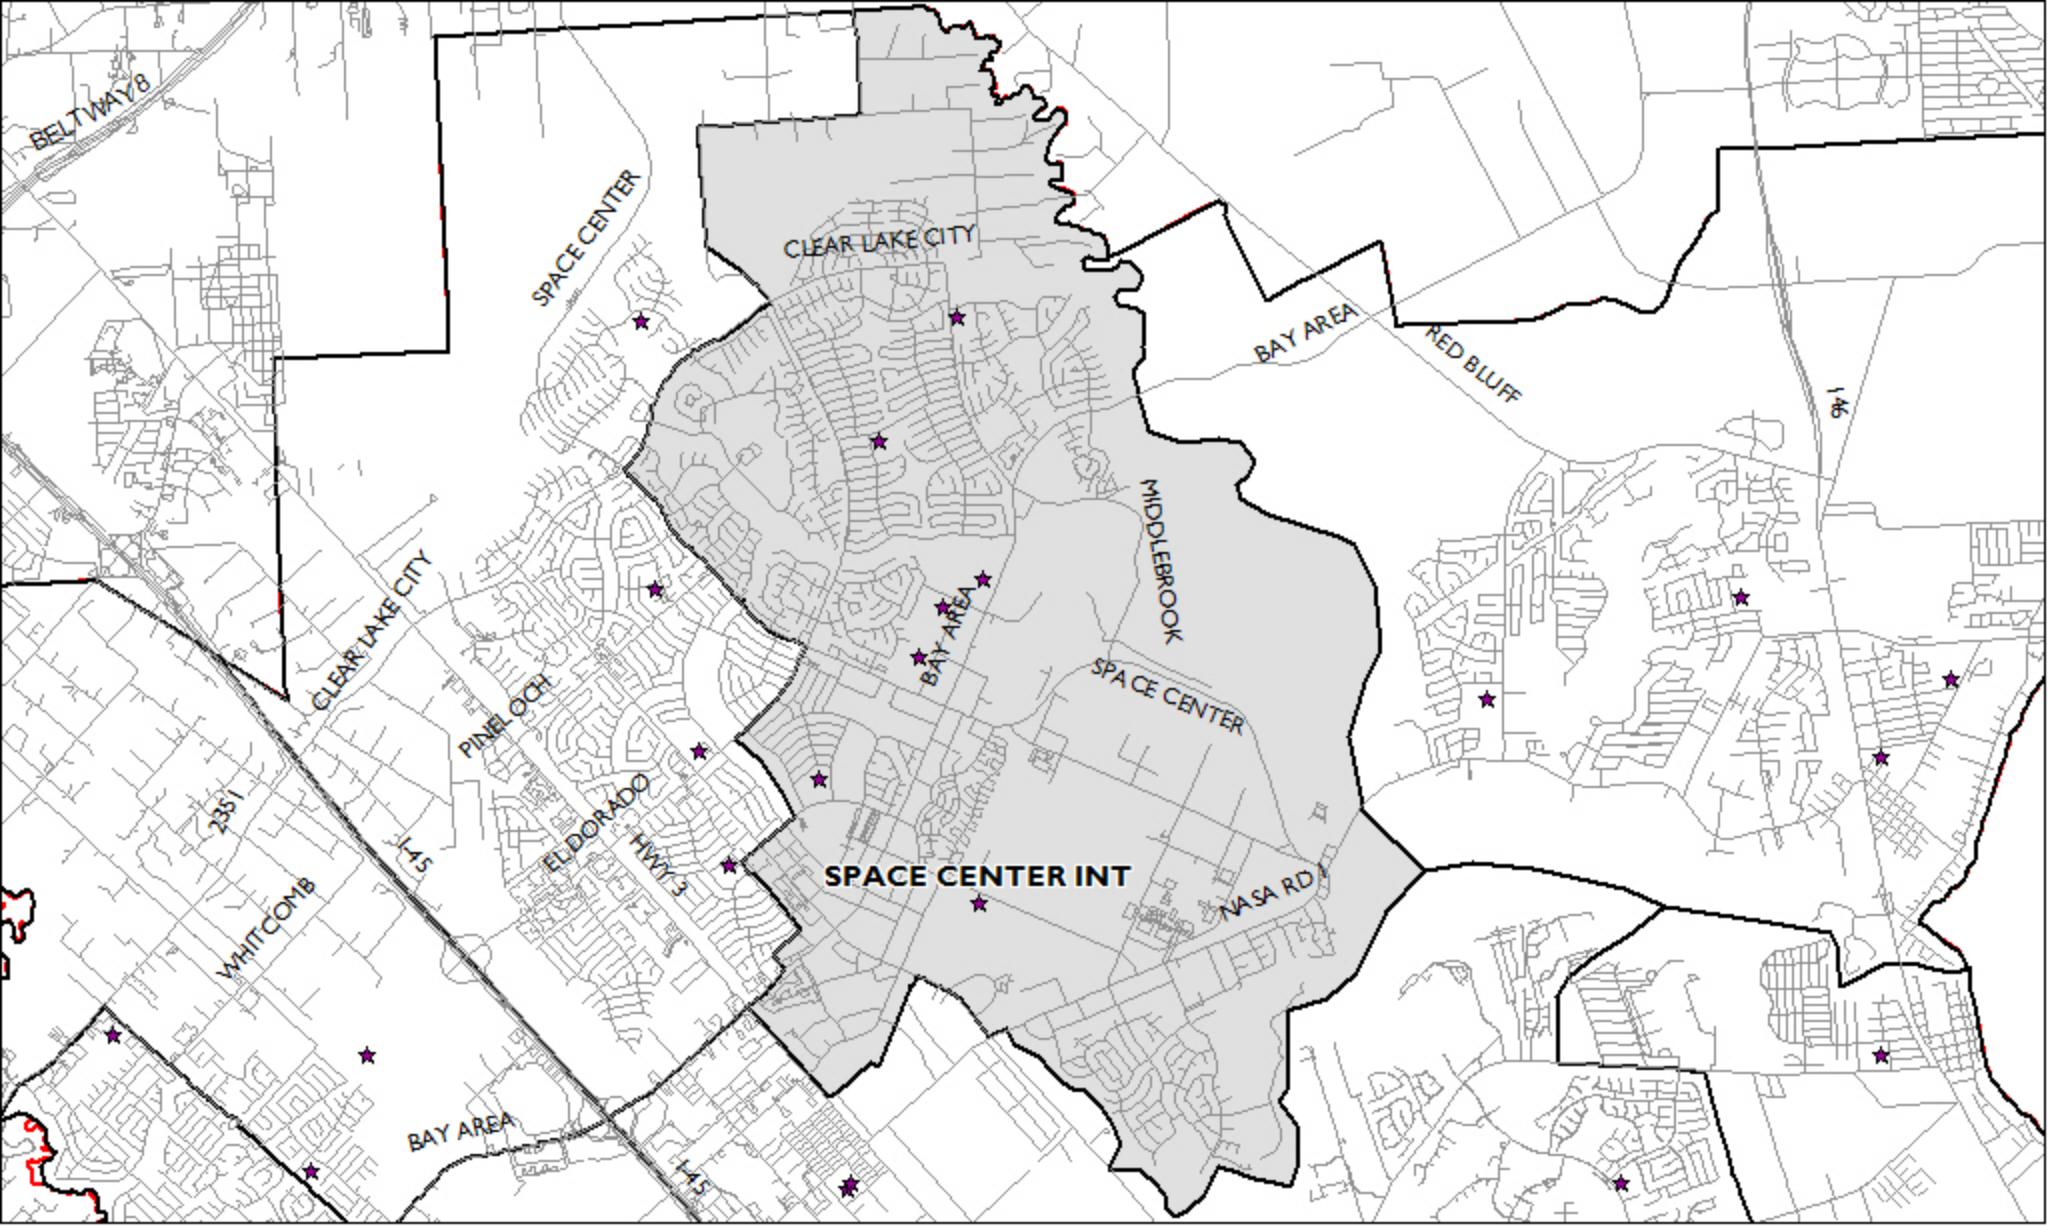 BELTWAY 8
SPACE CENTER
CLEAR LAKE CITY
BAY AREA
RED BLUFF
146
MIDDLEBROOK
CLEAR LAKE CITY
BAY AREA
SPACE CENTER
PINELOCH
2351
EL DORADO
I-45
HWY 3
SPACE CENTER INT
NASA RD 1
WHITCOMB
BAY AREA
I-45